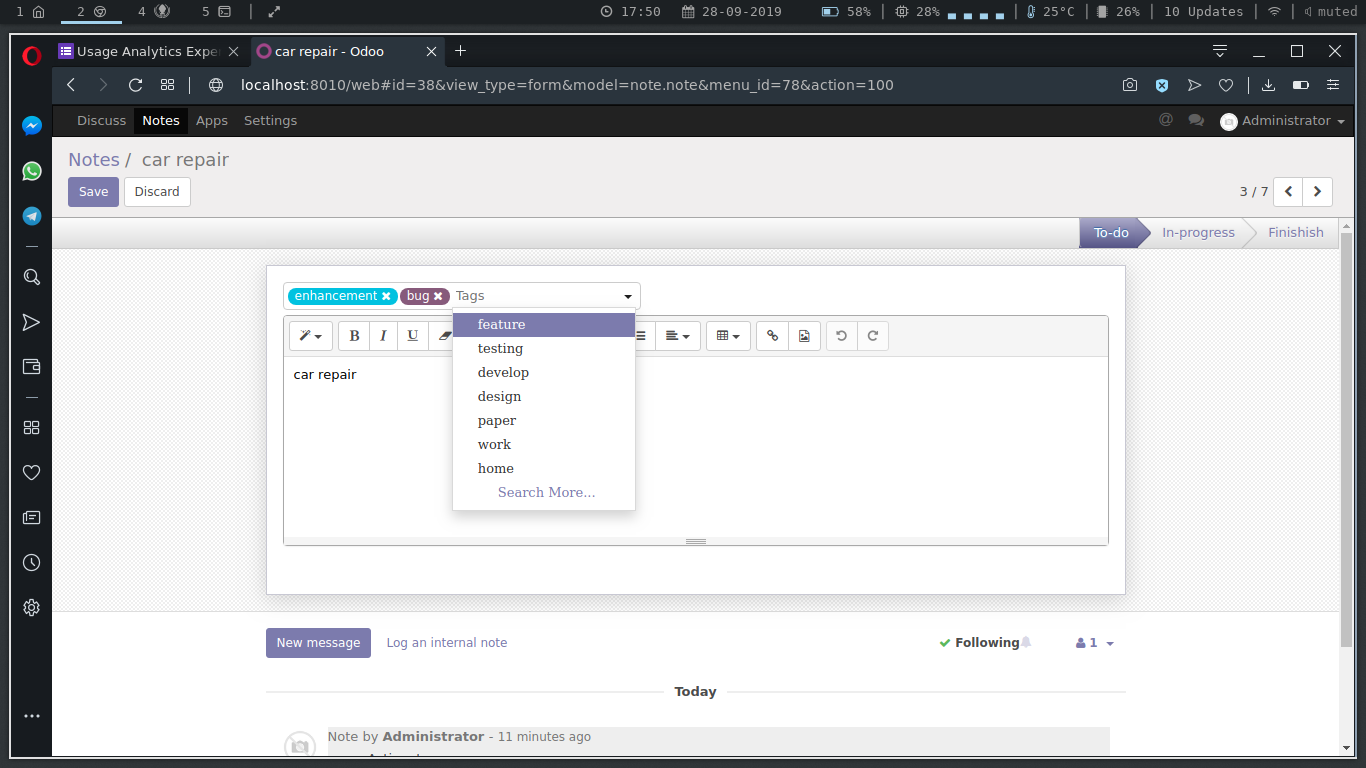 1 2 4 5 17:50 28-09-2019 58% 28% 25°C 26% 10 Updates muted
Usage Analytics Expe car repair - Odoo
localhost:8010/web#id=38&view_type=form&model=note.note&menu_id=78&action=100
Discuss Notes Apps Settings @ Administrator
Notes / car repair
Save Discard 3 / 7
To-do In-progress Finishish
enhancement bug Tags
feature
B I U
testing
car repair
develop
design
paper
work
home
Search More...
New message Log an internal note Following 1
Today
Note by Administrator - 11 minutes ago